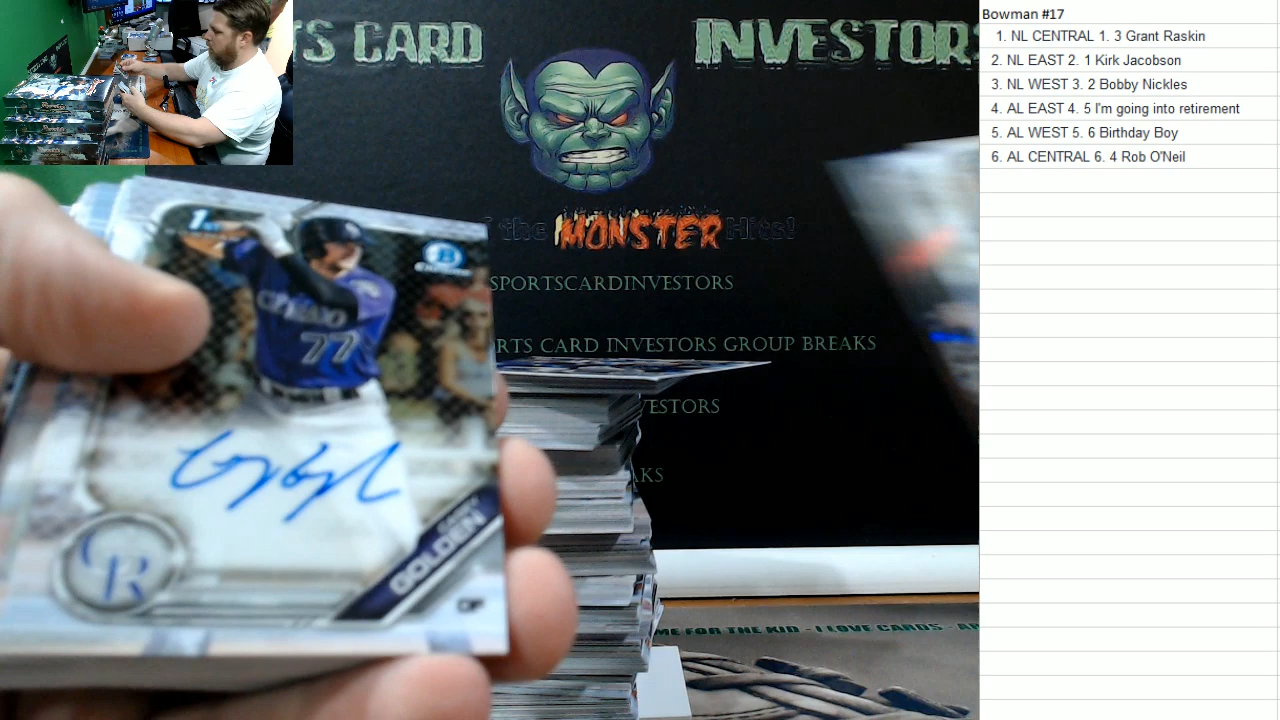 TS CARD INVESTORS
the MONSTER Hits!
SPORTSCARDINVESTORS
RTS CARD INVESTORS GROUP BREAKS
VESTORS
AKS
ME FOR THE KID - I LOVE CARDS -
1st
B
77
GOLDEN
CR
Bowman #17
1. NL CENTRAL 1. 3 Grant Raskin
2. NL EAST 2. 1 Kirk Jacobson
3. NL WEST 3. 2 Bobby Nickles
4. AL EAST 4. 5 I'm going into retirement
5. AL WEST 5. 6 Birthday Boy
6. AL CENTRAL 6. 4 Rob O'Neil